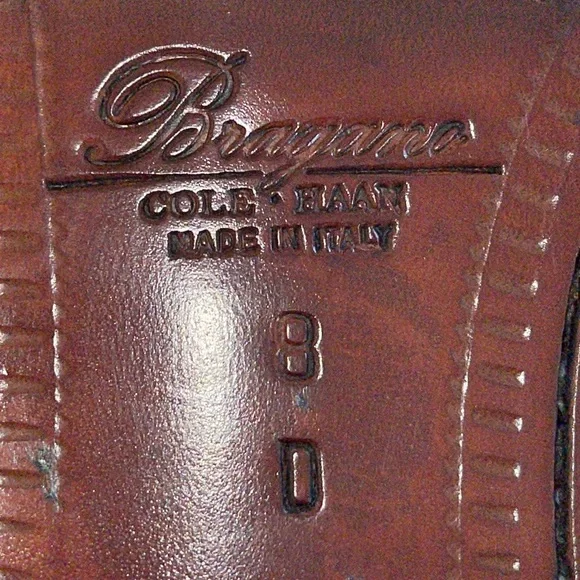 Bragano
COLE · HAAN
MADE IN ITALY
8
D